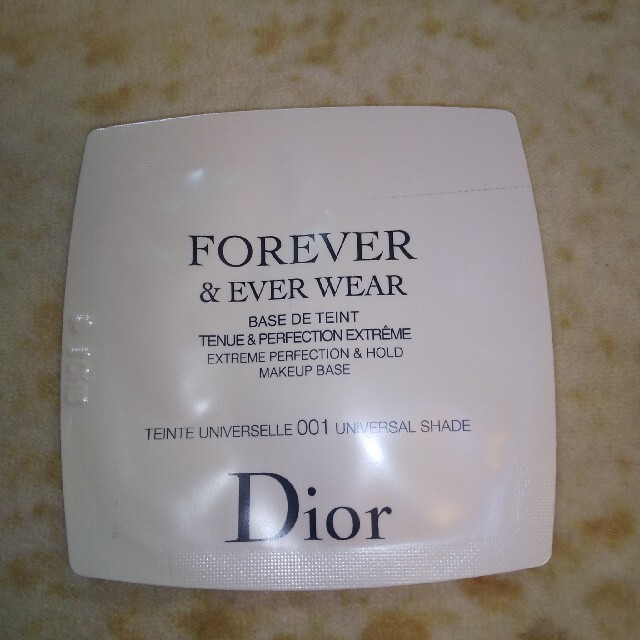 FOREVER
& EVER WEAR
BASE DE TEINT
TENUE & PERFECTION EXTRÊME
EXTREME PERFECTION & HOLD
MAKEUP BASE
TEINTE UNIVERSELLE 001 UNIVERSAL SHADE
Dior